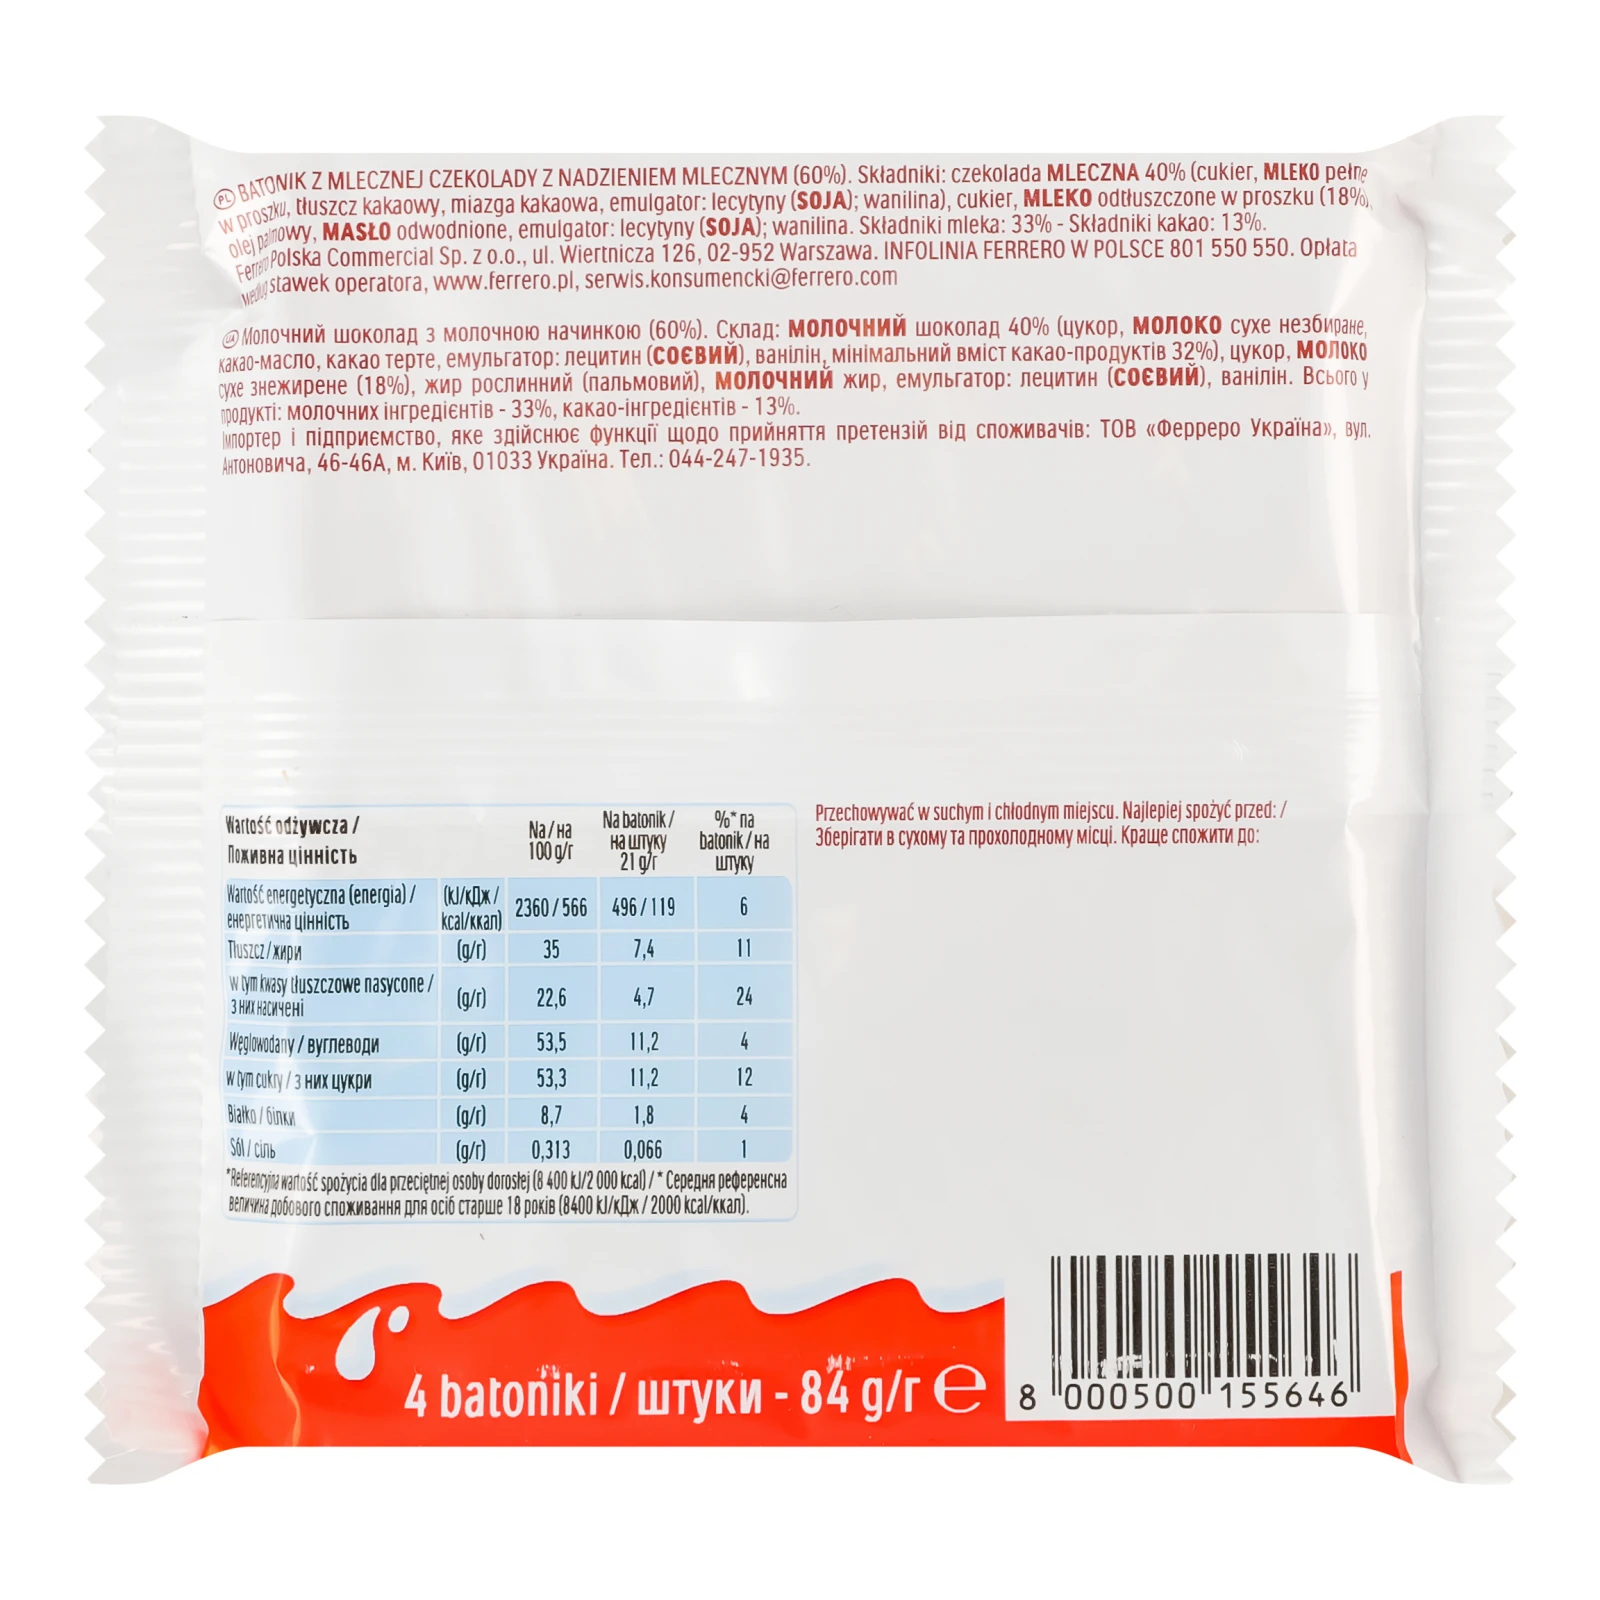 PL BATONIK Z MLECZNEJ CZEKOLADY Z NADZIENIEM MLECZNYM (60%). Składniki: czekolada MLECZNA 40% (cukier, MLEKO pełne
w proszku, tłuszcz kakaowy, miazga kakaowa, emulgator: lecytyny (SOJA); wanilina), cukier, MLEKO odtłuszczone w proszku (18%),
olej palmowy, MASŁO odwodnione, emulgator: lecytyny (SOJA); wanilina. Składniki mleka: 33% - Składniki kakao: 13%.
Ferrero Polska Commercial Sp. z o.o., ul. Wiertnicza 126, 02-952 Warszawa. INFOLINIA FERRERO W POLSCE 801 550 550. Opłata
według stawek operatora, www.ferrero.pl, serwis.konsumencki@ferrero.com
UA Молочний шоколад з молочною начинкою (60%). Склад: МОЛОЧНИЙ шоколад 40% (цукор, МОЛОКО сухе незбиране,
какао-масло, какао терте, емульгатор: лецитин (СОЄВИЙ), ванілін, мінімальний вміст какао-продуктів 32%), цукор, МОЛОКО
сухе знежирене (18%), жир рослинний (пальмовий), МОЛОЧНИЙ жир, емульгатор: лецитин (СОЄВИЙ), ванілін. Всього у
продукті: молочних інгредієнтів - 33%, какао-інгредієнтів - 13%.
Імпортер і підприємство, яке здійснює функції щодо прийняття претензій від споживачів: ТОВ «Ферреро Україна», вул.
Антоновича, 46-46А, м. Київ, 01033 Україна. Тел.: 044-247-1935.
Wartość odżywcza / Поживна цінність Na / на 100 g/г Na batonik / на штуку 21 g/г %* na batonik / на штуку
Wartość energetyczna (energia) / енергетична цінність (kJ/кДж / kcal/ккал) 2360 / 566 496 / 119 6
Tłuszcz / жири (g/г) 35 7,4 11
w tym kwasy tłuszczowe nasycone / з них насичені (g/г) 22,6 4,7 24
Węglowodany / вуглеводи (g/г) 53,5 11,2 4
w tym cukry / з них цукри (g/г) 53,3 11,2 12
Białko / білки (g/г) 8,7 1,8 4
Sól / сіль (g/г) 0,313 0,066 1
*Referencyjna wartość spożycia dla przeciętnej osoby dorosłej (8 400 kJ/2 000 kcal) / * Середня референсна
величина добового споживання для осіб старше 18 років (8400 kJ/кДж / 2000 kcal/ккал).
Przechowywać w suchym i chłodnym miejscu. Najlepiej spożyć przed: /
Зберігати в сухому та прохолодному місці. Краще спожити до:
4 batoniki / штуки - 84 g/г ℮
8 000500 155646